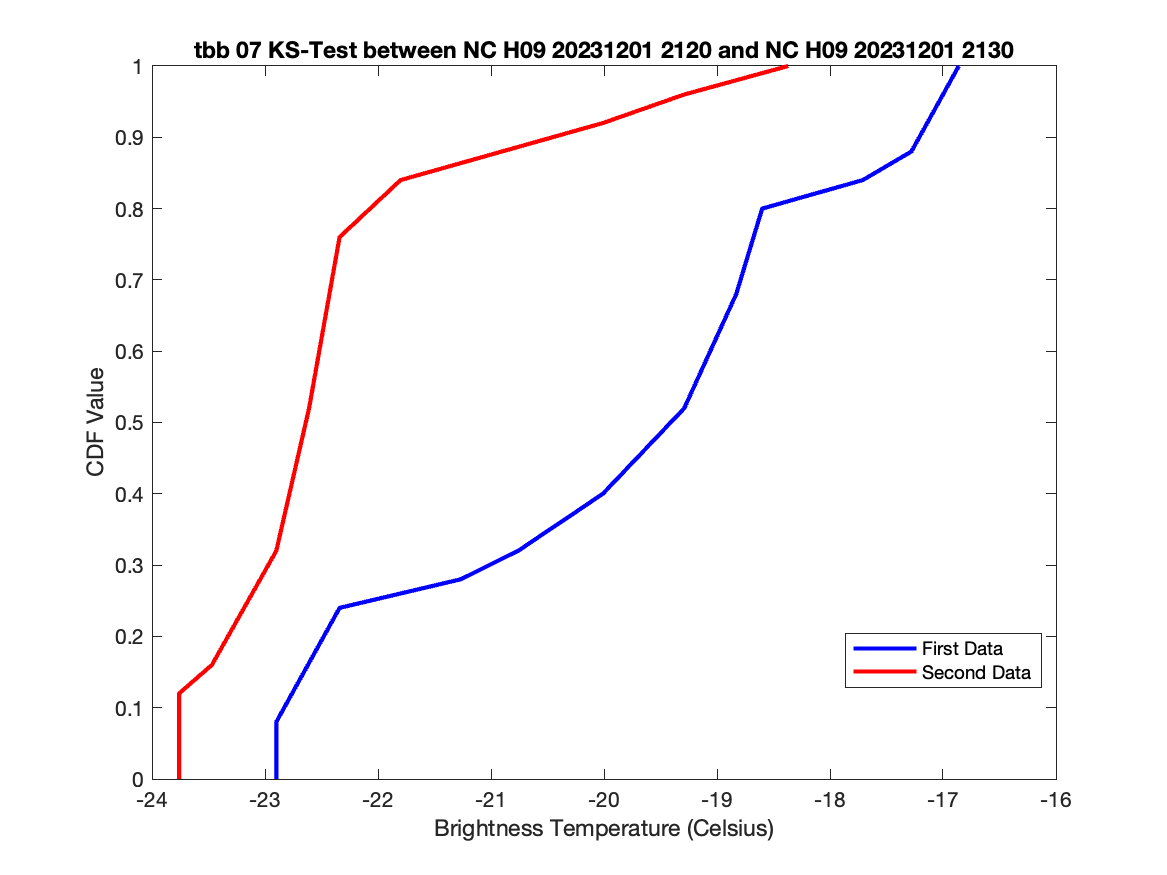 tbb 07 KS-Test between NC H09 20231201 2120 and NC H09 20231201 2130
1
0.9
0.8
0.7
0.6
0.5
0.4
0.3
0.2
0.1
0
CDF Value
First Data
Second Data
-24 -23 -22 -21 -20 -19 -18 -17 -16
Brightness Temperature (Celsius)